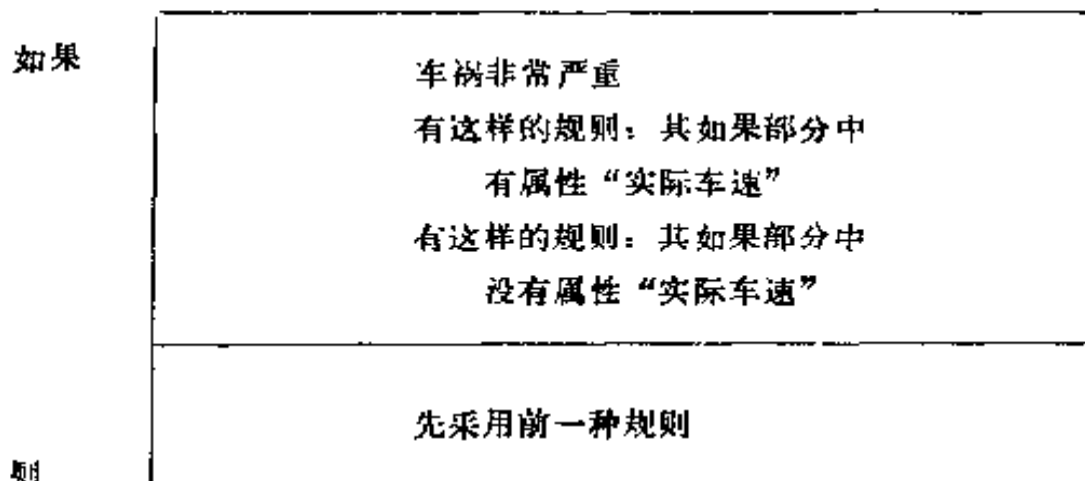 如果
车祸非常严重
有这样的规则：其如果部分中
有属性“实际车速”
有这样的规则：其如果部分中
没有属性“实际车速”
先采用前一种规则
则